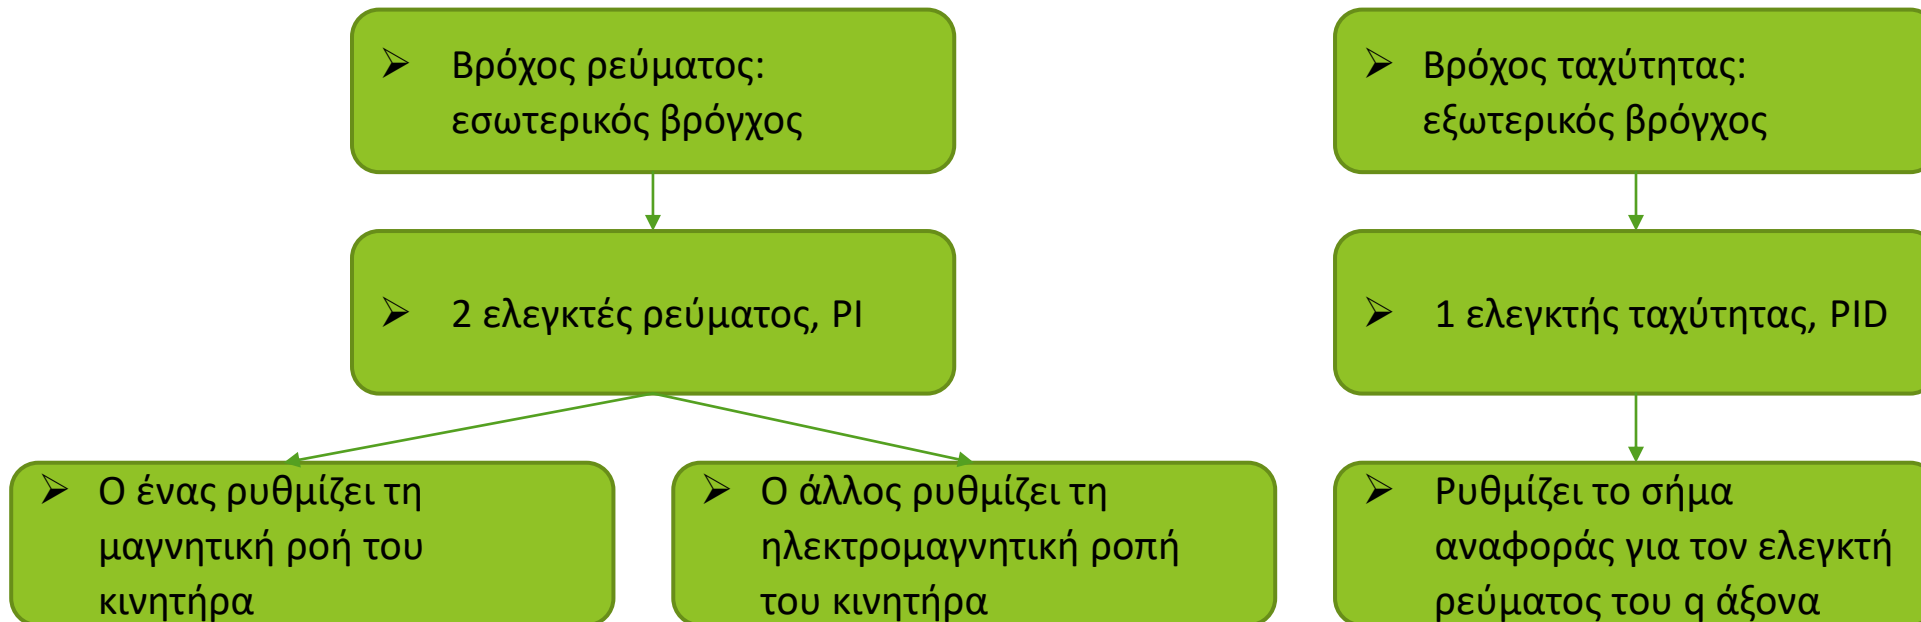 ➢ Βρόχος ρεύματος:
εσωτερικός βρόγχος
➢ Βρόχος ταχύτητας:
εξωτερικός βρόγχος
➢ 2 ελεγκτές ρεύματος, PI
➢ 1 ελεγκτής ταχύτητας, PID
➢ Ο ένας ρυθμίζει τη
μαγνητική ροή του
κινητήρα
➢ Ο άλλος ρυθμίζει τη
ηλεκτρομαγνητική ροπή
του κινητήρα
➢ Ρυθμίζει το σήμα
αναφοράς για τον ελεγκτή
ρεύματος του q άξονα